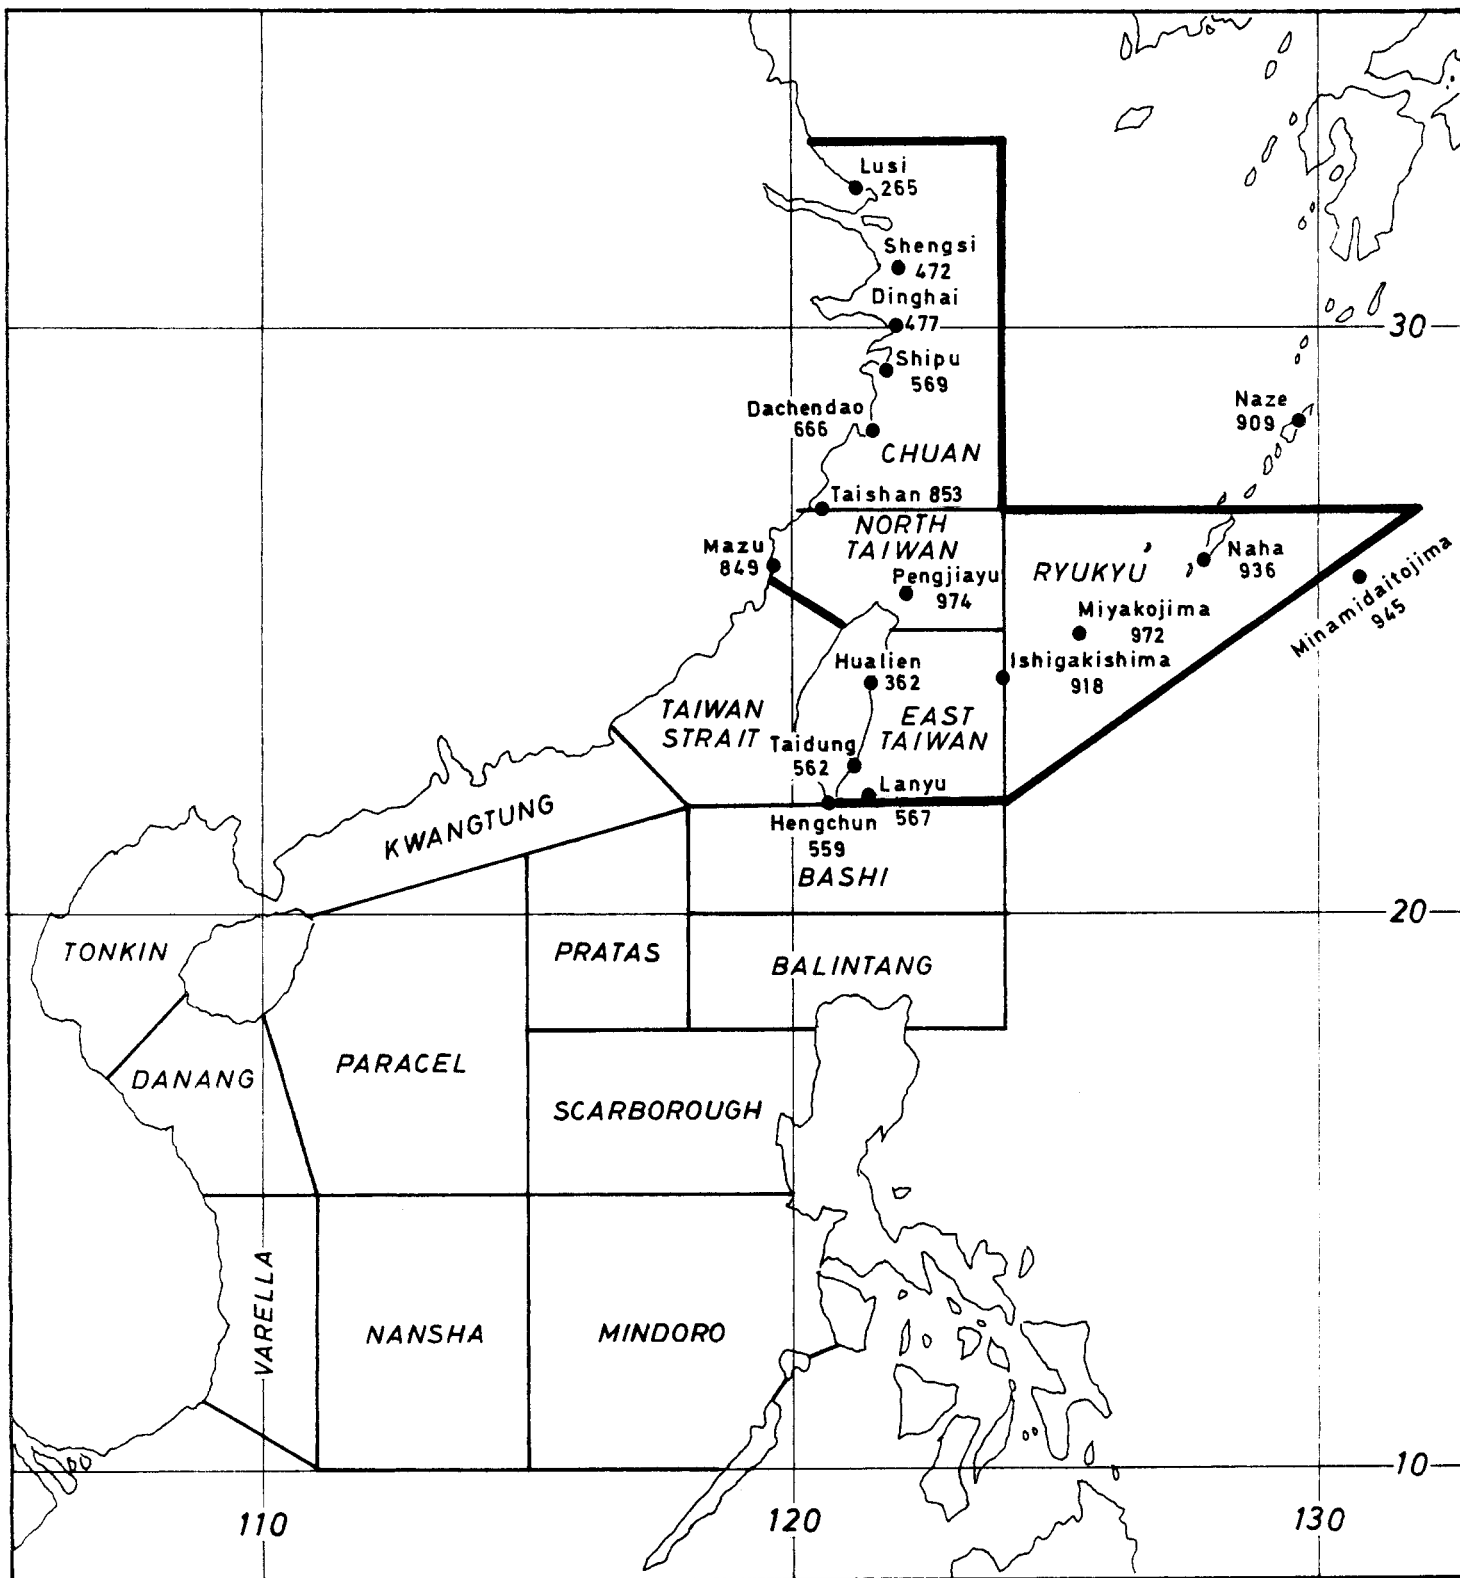 Lusi
265
Shengsi
472
Dinghai
477
30
Shipu
569
Naze
909
Dachendao
666
CHUAN
Taishan 853
NORTH
TAIWAN
Mazu
849
Pengjiayu
974
RYUKYU
Naha
936
Minamidaitojima
945
Miyakojima
972
Hualien
362
Ishigakishima
918
TAIWAN
STRAIT
EAST
TAIWAN
Taidung
562
Lanyu
567
Hengchun
559
KWANGTUNG
BASHI
20
TONKIN
PRATAS
BALINTANG
PARACEL
DANANG
SCARBOROUGH
VARELLA
NANSHA
MINDORO
10
110
120
130